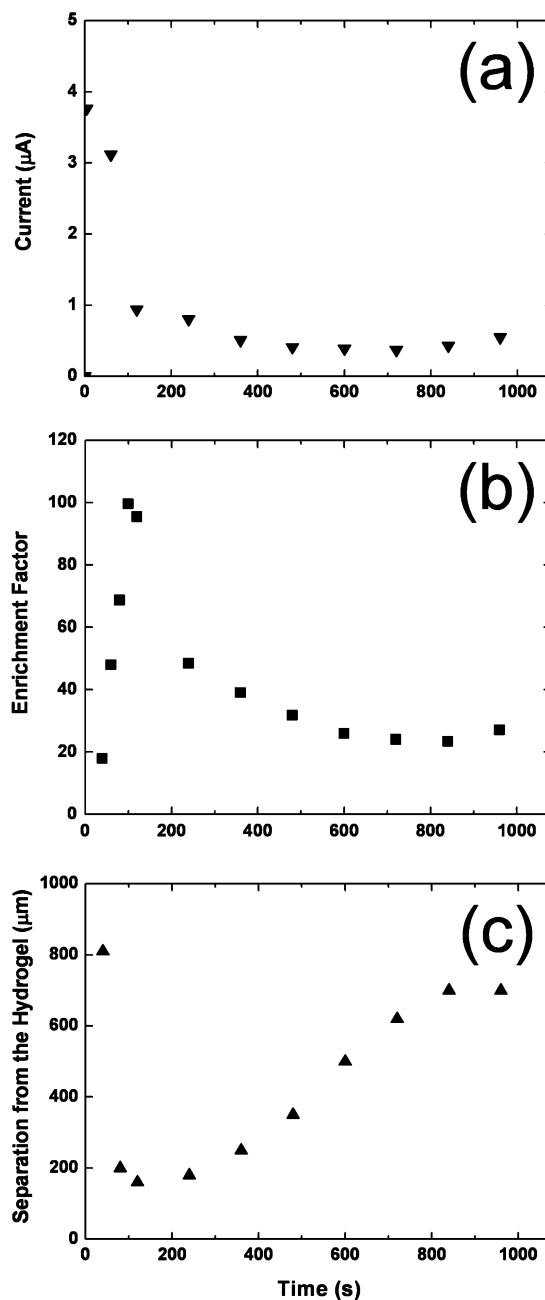 (a)
Current (μA)
5
4
3
2
1
0
0 200 400 600 800 1000
(b)
Enrichment Factor
120
100
80
60
40
20
0
0 200 400 600 800 1000
(c)
Separation from the Hydrogel (μm)
1000
800
600
400
200
0
0 200 400 600 800 1000
Time (s)